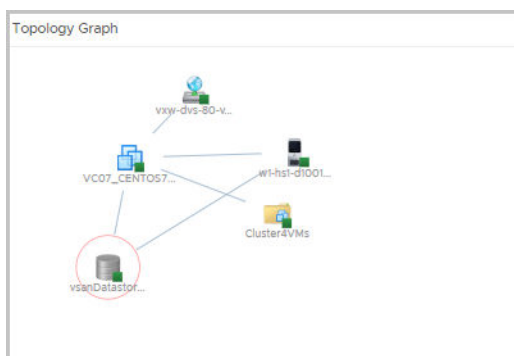 Topology Graph
vxw-dvs-80-v...
VC07_CENTOS7...
w1-hs1-d1001...
Cluster4VMs
vsanDatastor...